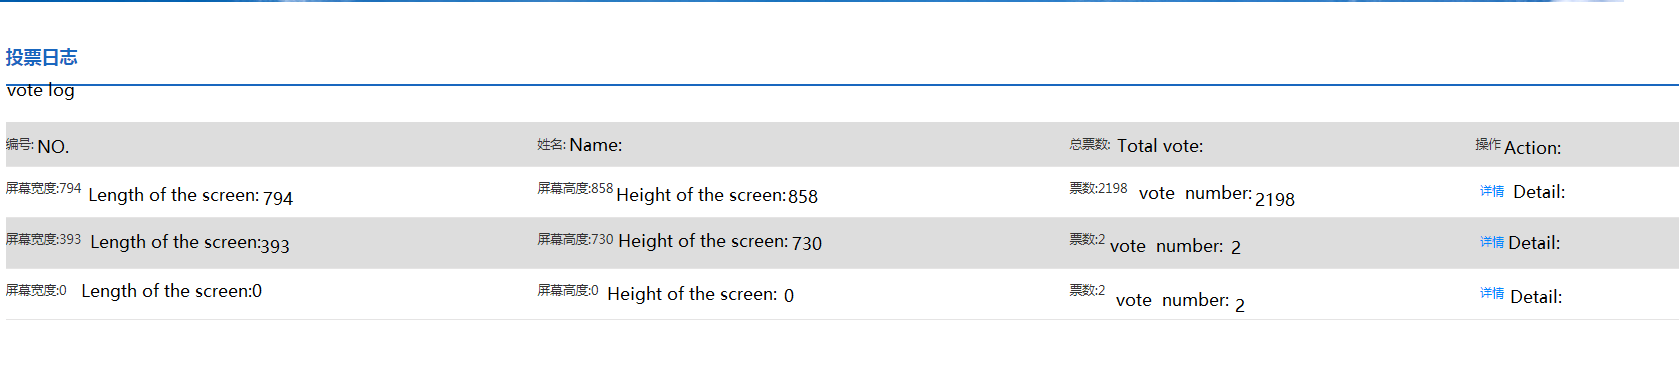 投票日志
vote log
编号: NO. 姓名: Name: 总票数: Total vote: 操作 Action:
屏幕宽度:794 Length of the screen: 794 屏幕高度:858 Height of the screen:858 票数:2198 vote number: 2198 详情 Detail:
屏幕宽度:393 Length of the screen:393 屏幕高度:730 Height of the screen: 730 票数:2 vote number: 2 详情 Detail:
屏幕宽度:0 Length of the screen:0 屏幕高度:0 Height of the screen: 0 票数:2 vote number: 2 详情 Detail: